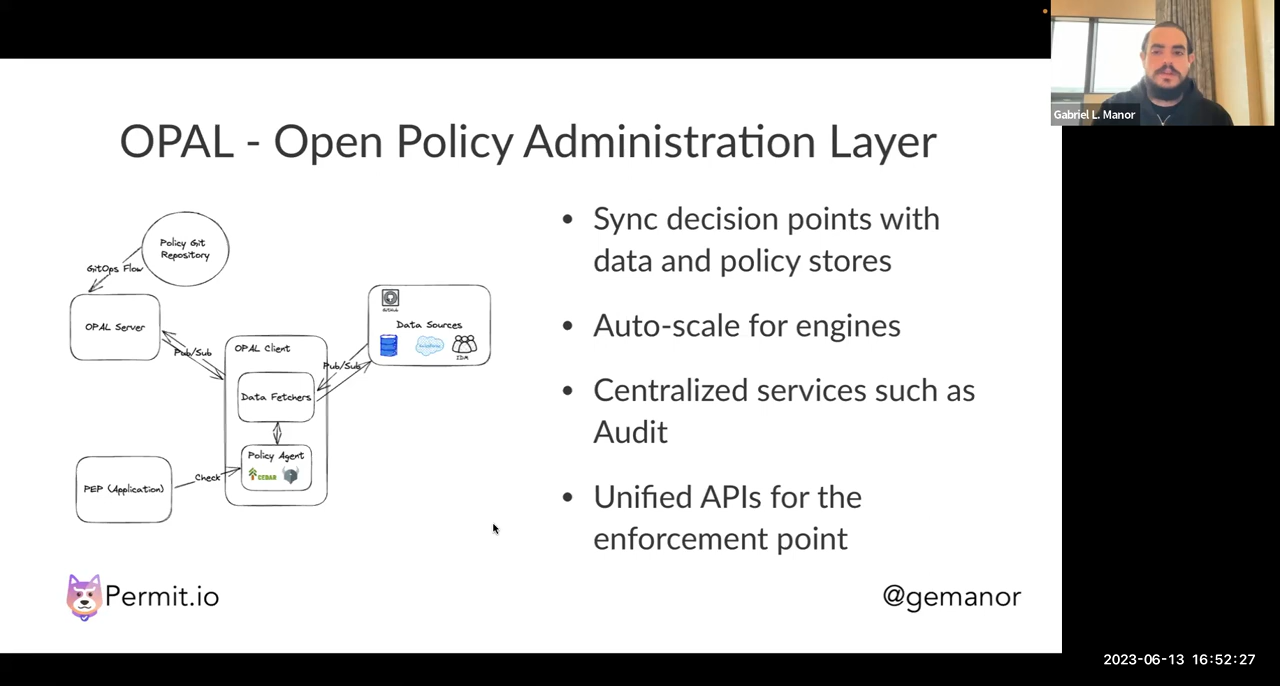 Gabriel L. Manor
OPAL - Open Policy Administration Layer
Policy Git
Repository
GitOps Flow
OPAL Server
Pub/Sub
OPAL Client
Data Fetchers
Pub/Sub
GitHub
Data Sources
IDM
Policy Agent
CEDAR
PEP (Application)
Check
• Sync decision points with
data and policy stores
• Auto-scale for engines
• Centralized services such as
Audit
• Unified APIs for the
enforcement point
Permit.io
@gemanor
2023-06-13 16:52:27